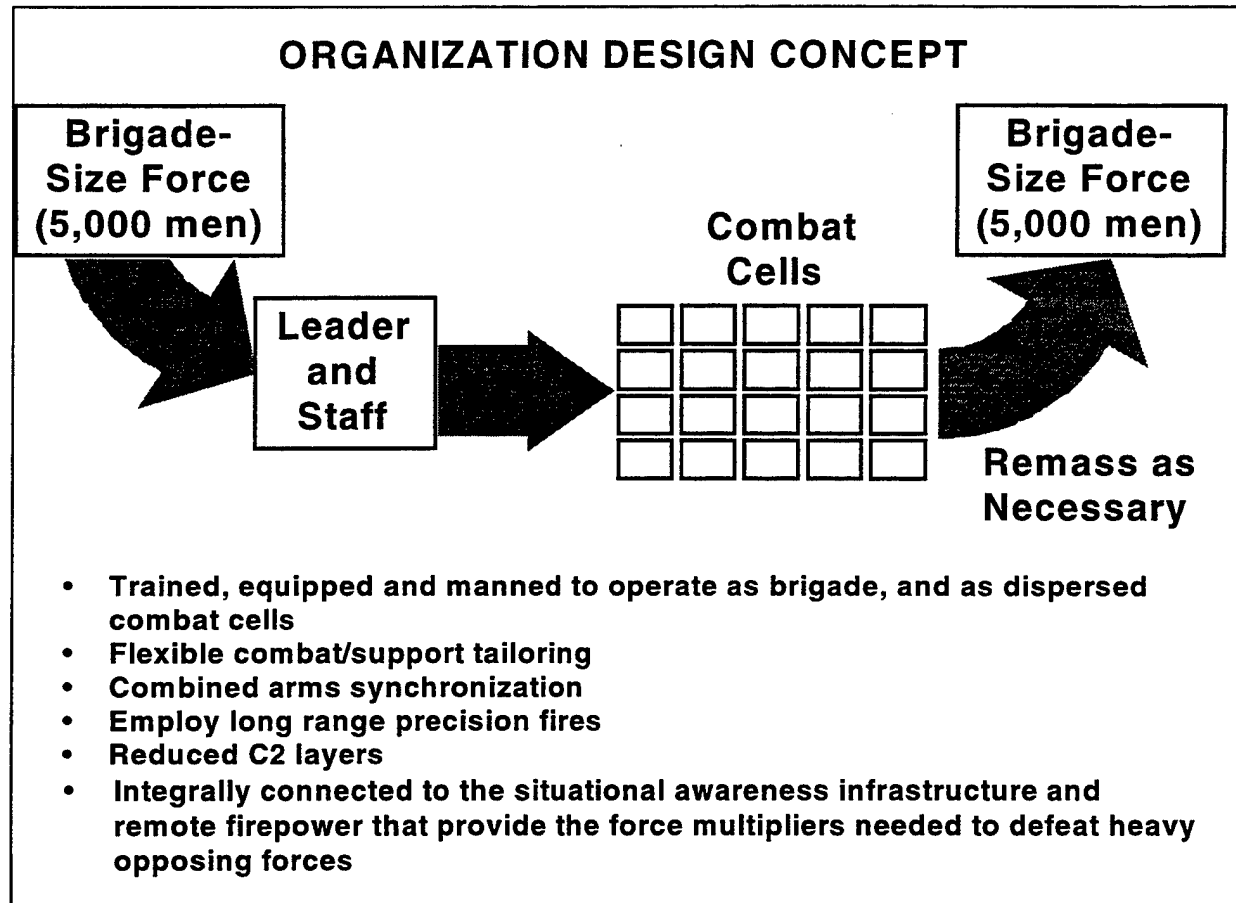 ORGANIZATION DESIGN CONCEPT
Brigade-
Size Force
(5,000 men)
Leader
and
Staff
Combat
Cells
Brigade-
Size Force
(5,000 men)
Remass as
Necessary
• Trained, equipped and manned to operate as brigade, and as dispersed
combat cells
• Flexible combat/support tailoring
• Combined arms synchronization
• Employ long range precision fires
• Reduced C2 layers
• Integrally connected to the situational awareness infrastructure and
remote firepower that provide the force multipliers needed to defeat heavy
opposing forces